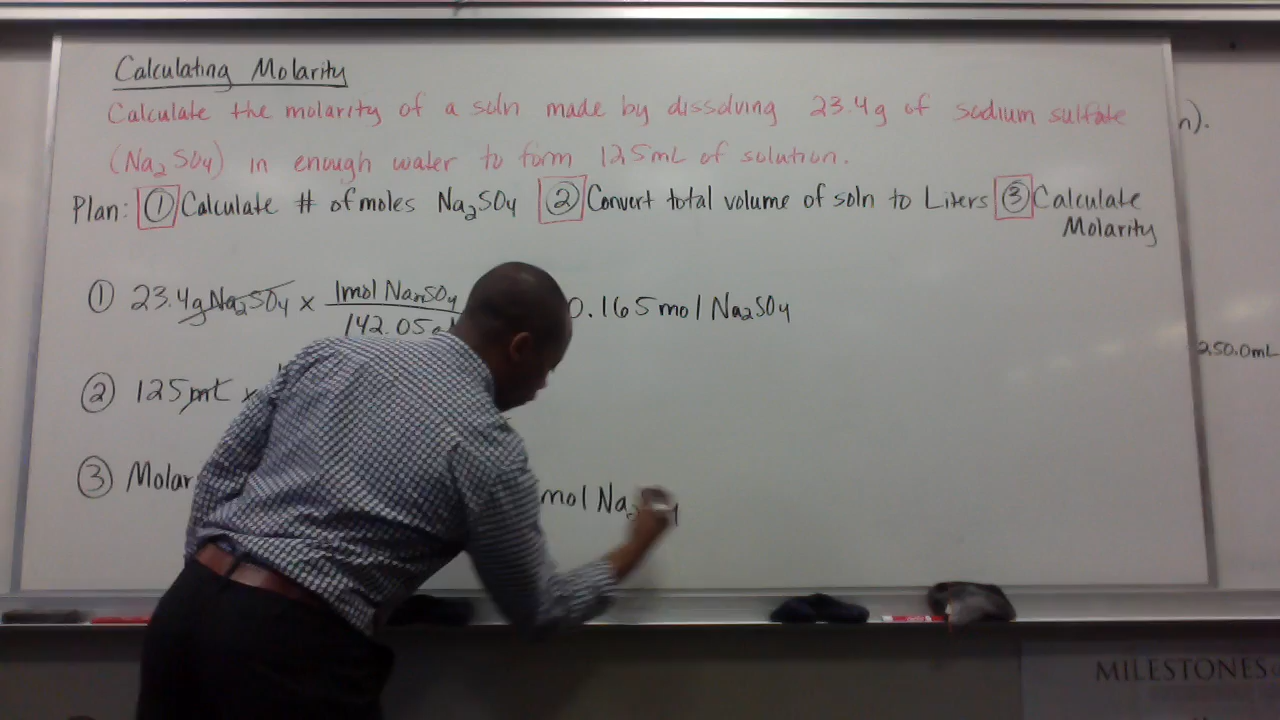 Calculating Molarity
Calculate the molarity of a soln made by dissolving 23.4g of sodium sulfate
(Na₂SO₄) in enough water to form 125mL of solution.
n).
Plan: ① Calculate # of moles Na₂SO₄ ② Convert total volume of soln to Liters ③ Calculate
Molarity
① 23.4g Na₂SO₄ x 1mol Na₂SO₄
142.05g
0.165 mol Na₂SO₄
250.0mL
② 125mL x
③ Molar
mol Na₂
MILESTONES